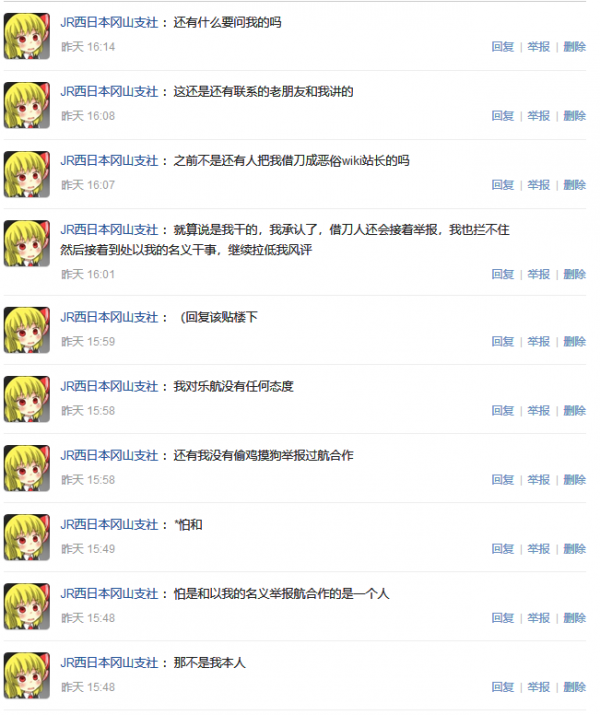 JR西日本冈山支社 ： 还有什么要问我的吗
昨天 16:14 回复 | 举报 | 删除
JR西日本冈山支社 ： 这还是还有联系的老朋友和我讲的
昨天 16:08 回复 | 举报 | 删除
JR西日本冈山支社 ： 之前不是还有人把我借刀成恶俗wiki站长的吗
昨天 16:07 回复 | 举报 | 删除
JR西日本冈山支社 ： 就算说是我干的，我承认了，借刀人还会接着举报，我也拦不住
然后接着到处以我的名义干事，继续拉低我风评
昨天 16:01 回复 | 举报 | 删除
JR西日本冈山支社 ： （回复该贴楼下
昨天 15:59 回复 | 举报 | 删除
JR西日本冈山支社 ： 我对乐航没有任何态度
昨天 15:58 回复 | 举报 | 删除
JR西日本冈山支社 ： 还有我没有偷鸡摸狗举报过航合作
昨天 15:58 回复 | 举报 | 删除
JR西日本冈山支社 ： *怕和
昨天 15:49 回复 | 举报 | 删除
JR西日本冈山支社 ： 怕是和以我的名义举报航合作的是一个人
昨天 15:48 回复 | 举报 | 删除
JR西日本冈山支社 ： 那不是我本人
昨天 15:48 回复 | 举报 | 删除